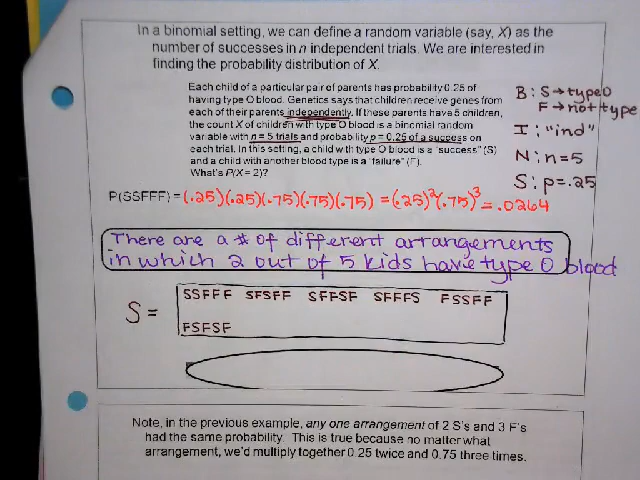 In a binomial setting, we can define a random variable (say, X) as the
number of successes in n independent trials. We are interested in
finding the probability distribution of X.
Each child of a particular pair of parents has probability 0.25 of
having type O blood. Genetics says that children receive genes from
each of their parents independently. If these parents have 5 children,
the count X of children with type O blood is a binomial random
variable with n = 5 trials and probability p = 0.25 of a success on
each trial. In this setting, a child with type O blood is a "success" (S)
and a child with another blood type is a "failure" (F).
What's P(X = 2)?
B: S→type O
F→not type
I: "ind"
N: n=5
S: p=.25
P(SSFFF) = (.25)(.25)(.75)(.75)(.75) = (.25)²(.75)³ = .0264
There are a # of different arrangements
in which 2 out of 5 kids have type O blood
S = SSFFF SFSFF SFFSF SFFFS FSSFF
FSFSF
Note, in the previous example, any one arrangement of 2 S's and 3 F's
had the same probability. This is true because no matter what
arrangement, we'd multiply together 0.25 twice and 0.75 three times.